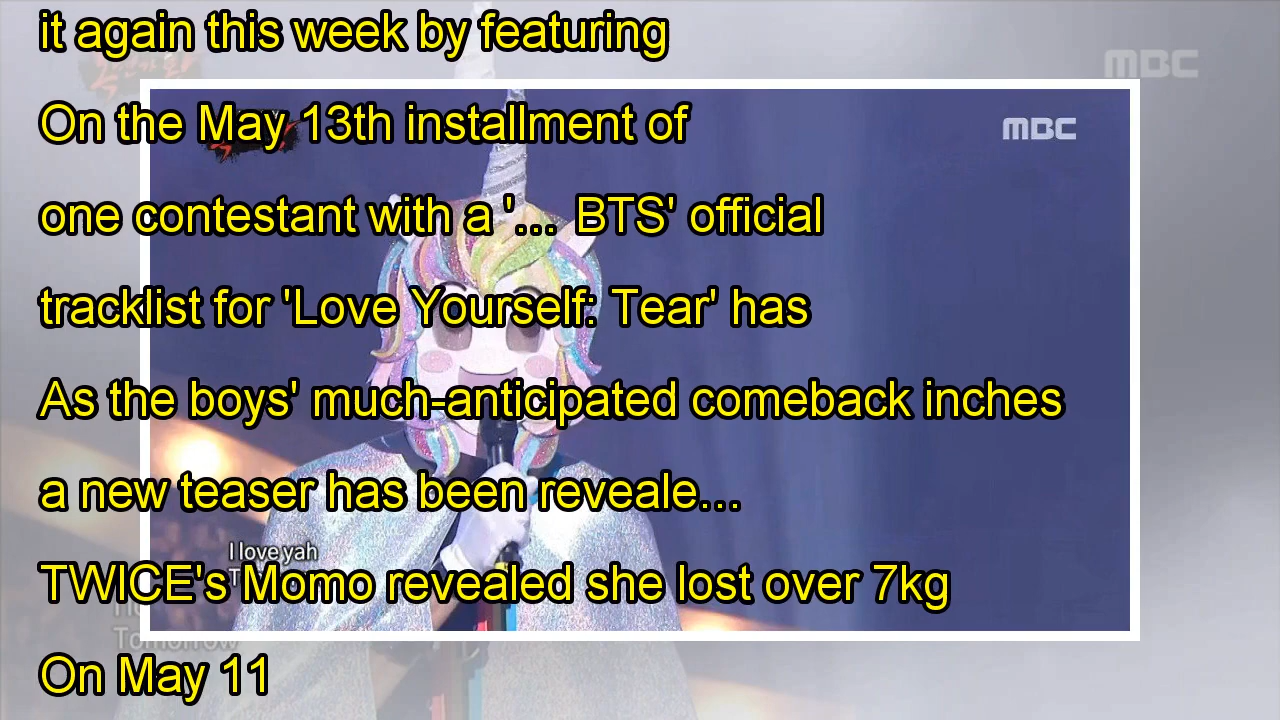 it again this week by featuring
MBC
On the May 13th installment of
MBC
one contestant with a '... BTS' official
tracklist for 'Love Yourself: Tear' has
As the boys' much-anticipated comeback inches
a new teaser has been reveale...
I love yah
TWICE's Momo revealed she lost over 7kg
Tomorrow
On May 11